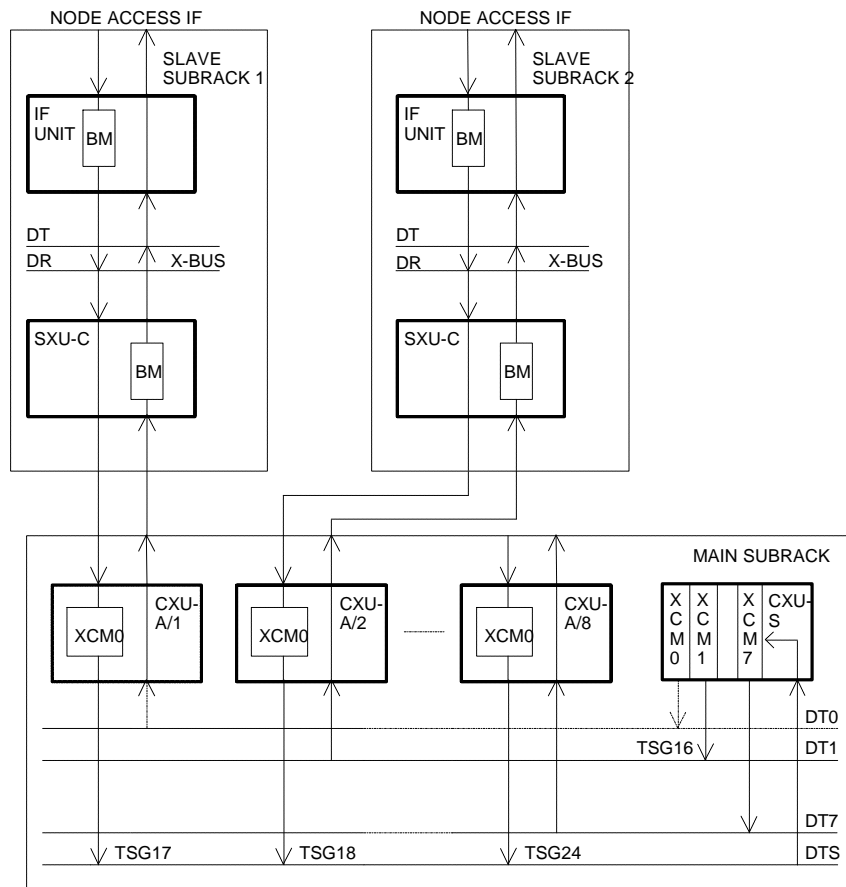 NODE ACCESS IF
SLAVE
SUBRACK 1
IF
UNIT
BM
DT
DR
X-BUS
SXU-C
BM
NODE ACCESS IF
SLAVE
SUBRACK 2
IF
UNIT
BM
DT
DR
X-BUS
SXU-C
BM
MAIN SUBRACK
XCM0
CXU-
A/1
XCM0
CXU-
A/2
XCM0
CXU-
A/8
X
C
M
0
X
C
M
1
X
C
M
7
CXU-
S
DT0
TSG16
DT1
DT7
TSG17
TSG18
TSG24
DTS